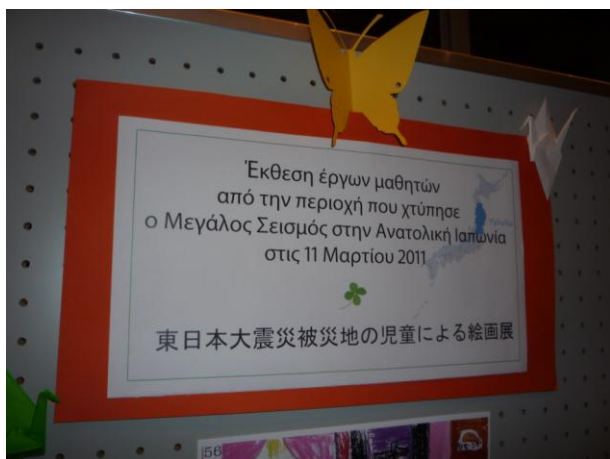 Έκθεση έργων μαθητών
από την περιοχή που χτύπησε
ο Μεγάλος Σεισμός στην Ανατολική Ιαπωνία
στις 11 Μαρτίου 2011
東日本大震災被災地の児童による絵画展
56